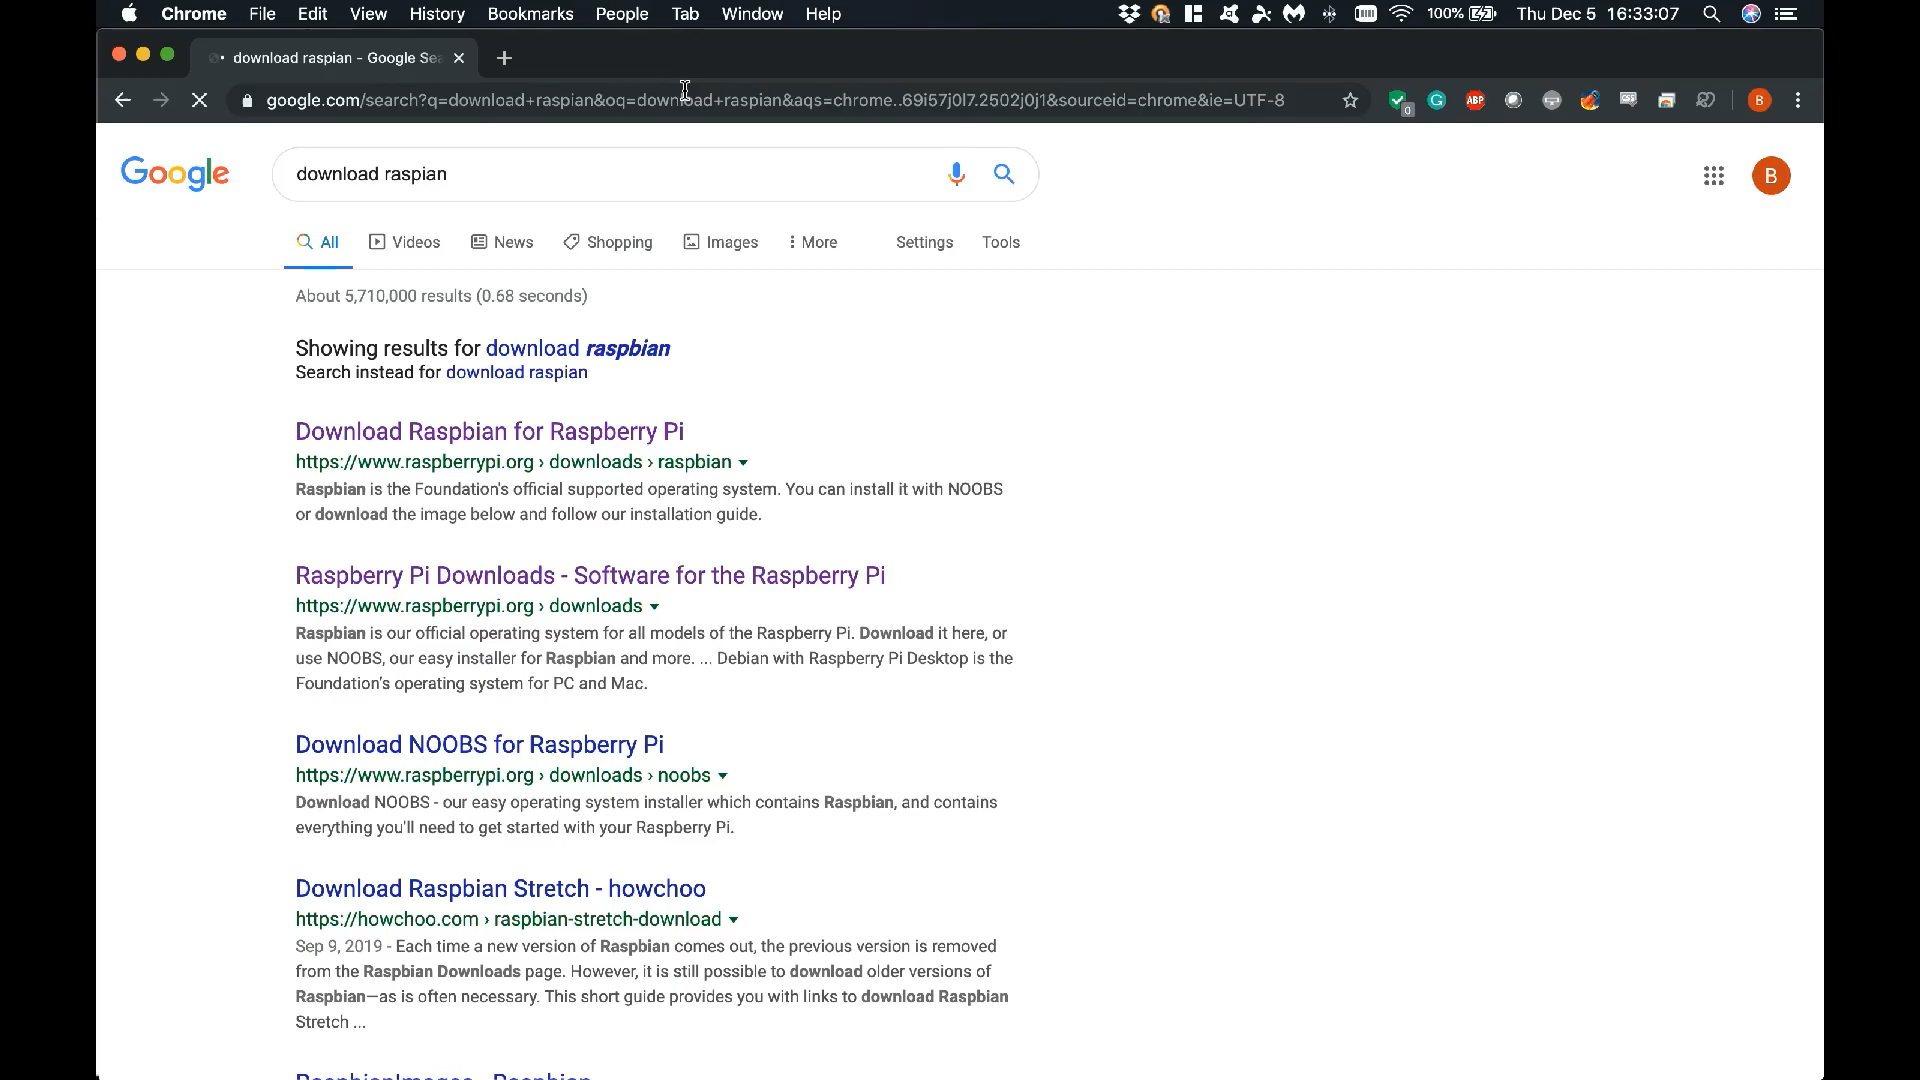 Chrome File Edit View History Bookmarks People Tab Window Help 100% Thu Dec 5 16:33:07
download raspian - Google Sea
google.com/search?q=download+raspian&oq=download+raspian&aqs=chrome..69i57j0l7.2502j0j1&sourceid=chrome&ie=UTF-8 0 ABP CSS B
Google download raspian B
All Videos News Shopping Images More Settings Tools
About 5,710,000 results (0.68 seconds)
Showing results for download raspbian
Search instead for download raspian
Download Raspbian for Raspberry Pi
https://www.raspberrypi.org › downloads › raspbian
Raspbian is the Foundation's official supported operating system. You can install it with NOOBS
or download the image below and follow our installation guide.
Raspberry Pi Downloads - Software for the Raspberry Pi
https://www.raspberrypi.org › downloads
Raspbian is our official operating system for all models of the Raspberry Pi. Download it here, or
use NOOBS, our easy installer for Raspbian and more. ... Debian with Raspberry Pi Desktop is the
Foundation's operating system for PC and Mac.
Download NOOBS for Raspberry Pi
https://www.raspberrypi.org › downloads › noobs
Download NOOBS - our easy operating system installer which contains Raspbian, and contains
everything you'll need to get started with your Raspberry Pi.
Download Raspbian Stretch - howchoo
https://howchoo.com › raspbian-stretch-download
Sep 9, 2019 - Each time a new version of Raspbian comes out, the previous version is removed
from the Raspbian Downloads page. However, it is still possible to download older versions of
Raspbian—as is often necessary. This short guide provides you with links to download Raspbian
Stretch ...
RaspbianImages - Raspbian